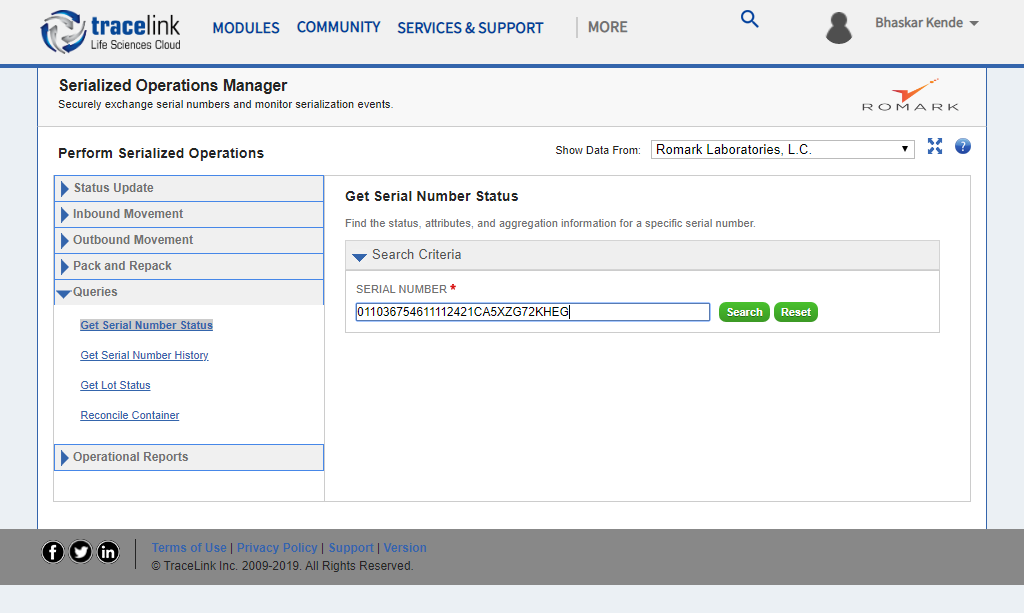 tracelink
Life Sciences Cloud
MODULES COMMUNITY SERVICES & SUPPORT | MORE
Bhaskar Kende
Serialized Operations Manager
Securely exchange serial numbers and monitor serialization events.
ROMARK
Perform Serialized Operations
Show Data From: Romark Laboratories, L.C.
?
Status Update
Inbound Movement
Outbound Movement
Pack and Repack
Queries
Get Serial Number Status
Get Serial Number History
Get Lot Status
Reconcile Container
Operational Reports
Get Serial Number Status
Find the status, attributes, and aggregation information for a specific serial number.
Search Criteria
SERIAL NUMBER *
011036754611112421CA5XZG72KHEG
Search Reset
Terms of Use | Privacy Policy | Support | Version
© TraceLink Inc. 2009-2019. All Rights Reserved.